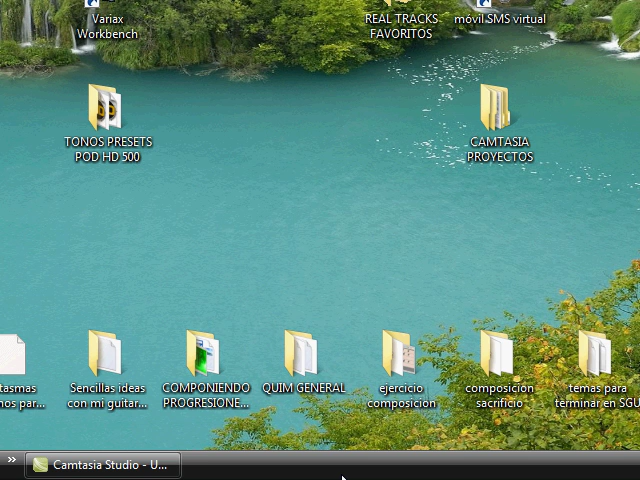 Variax
Workbench
REAL TRACKS
FAVORITOS
móvil SMS virtual
TONOS PRESETS
POD HD 500
CAMTASIA
PROYECTOS
tasmas
nos par...
Sencillas ideas
con mi guitar...
COMPONIENDO
PROGRESIONE...
QUIM GENERAL
ejercicio
composición
composición
sacrificio
temas para
terminar en SGU
» Camtasia Studio - U...